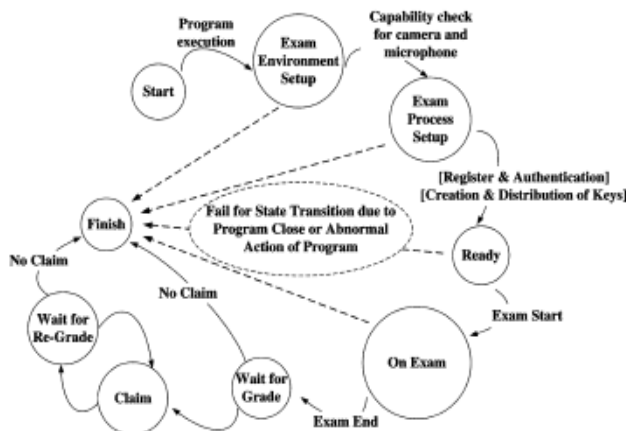 Program
execution
Capability check
for camera and
microphone
Exam
Environment
Setup
Start
Exam
Process
Setup
[Register & Authentication]
[Creation & Distribution of Keys]
Fail for State Transition due to
Program Close or Abnormal
Action of Program
Finish
Ready
No Claim
No Claim
Exam Start
Wait for
Re-Grade
On Exam
Wait for
Grade
Claim
Exam End